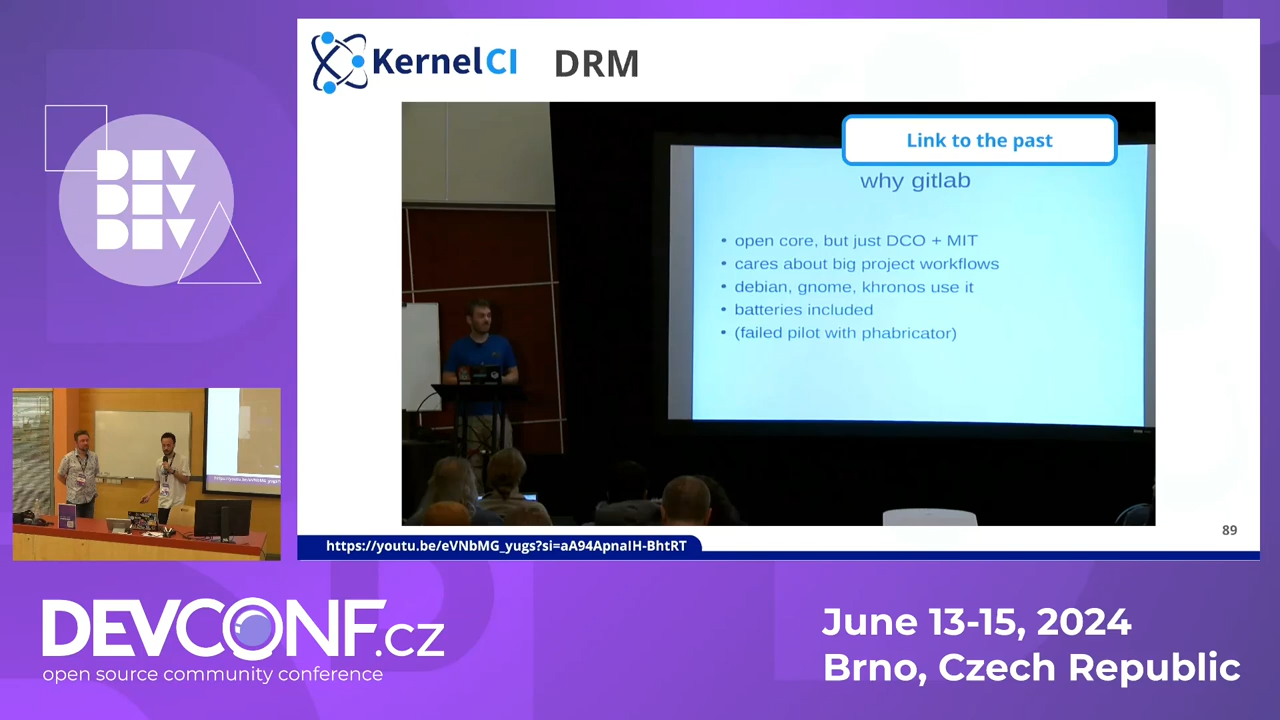 DEV
DEV
DEV
KernelCI
DRM
Link to the past
why gitlab
• open core, but just DCO + MIT
• cares about big project workflows
• debian, gnome, khronos use it
• batteries included
• (failed pilot with phabricator)
89
https://youtu.be/eVNbMG_yugs?si=aA94ApnaIH-BhtRT
DEVCONF.cz
open source community conference
June 13-15, 2024
Brno, Czech Republic